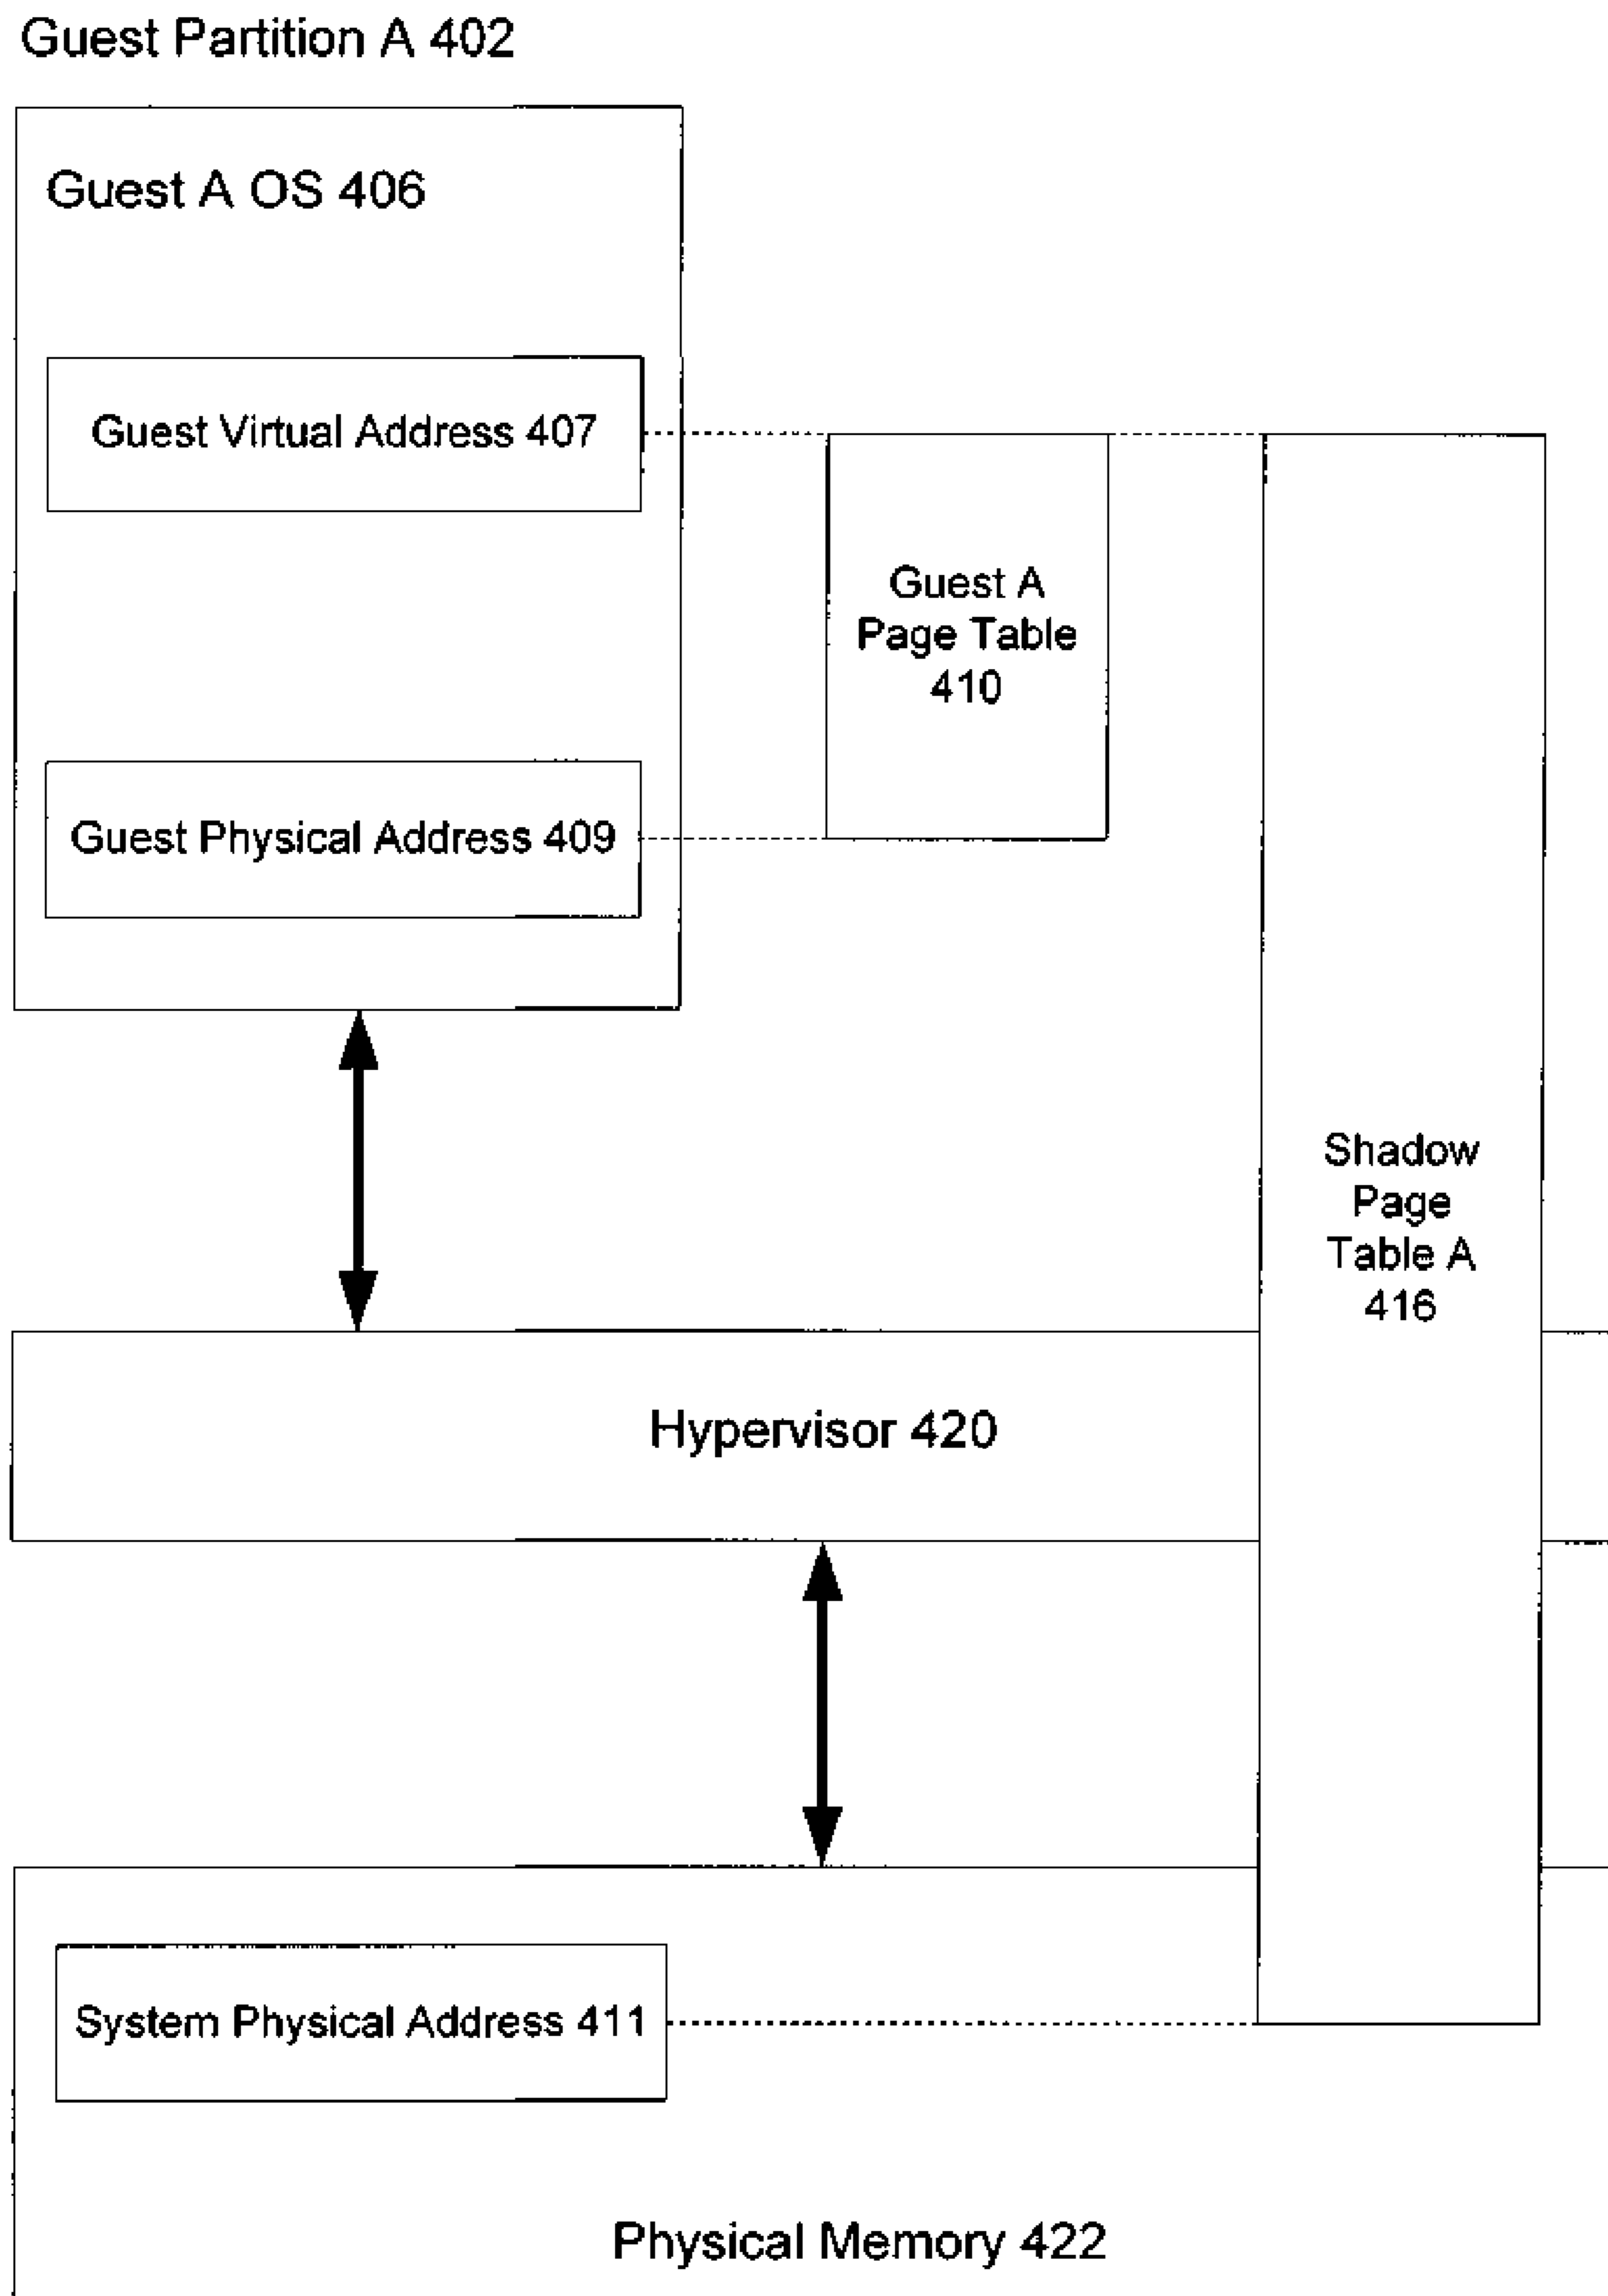 Guest Partition A 402
Guest A OS 406
Guest Virtual Address 407
Guest A
Page Table
410
Guest Physical Address 409
Shadow
Page
Table A
416
Hypervisor 420
System Physical Address 411
Physical Memory 422